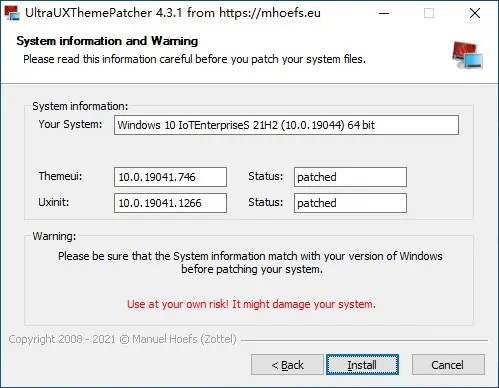 UltraUXThemePatcher 4.3.1 from https://mhoefs.eu
System information and Warning
Please read this information careful before you patch your system files.
System information:
Your System: Windows 10 IoTEnterpriseS 21H2 (10.0.19044) 64 bit
Themeui: 10.0.19041.746 Status: patched
Uxinit: 10.0.19041.1266 Status: patched
Warning:
Please be sure that the System information match with your version of Windows
before patching your system.
Use at your own risk! It might damage your system.
Copyright 2008 - 2021 © Manuel Hoefs (Zottel)
< Back Install Cancel